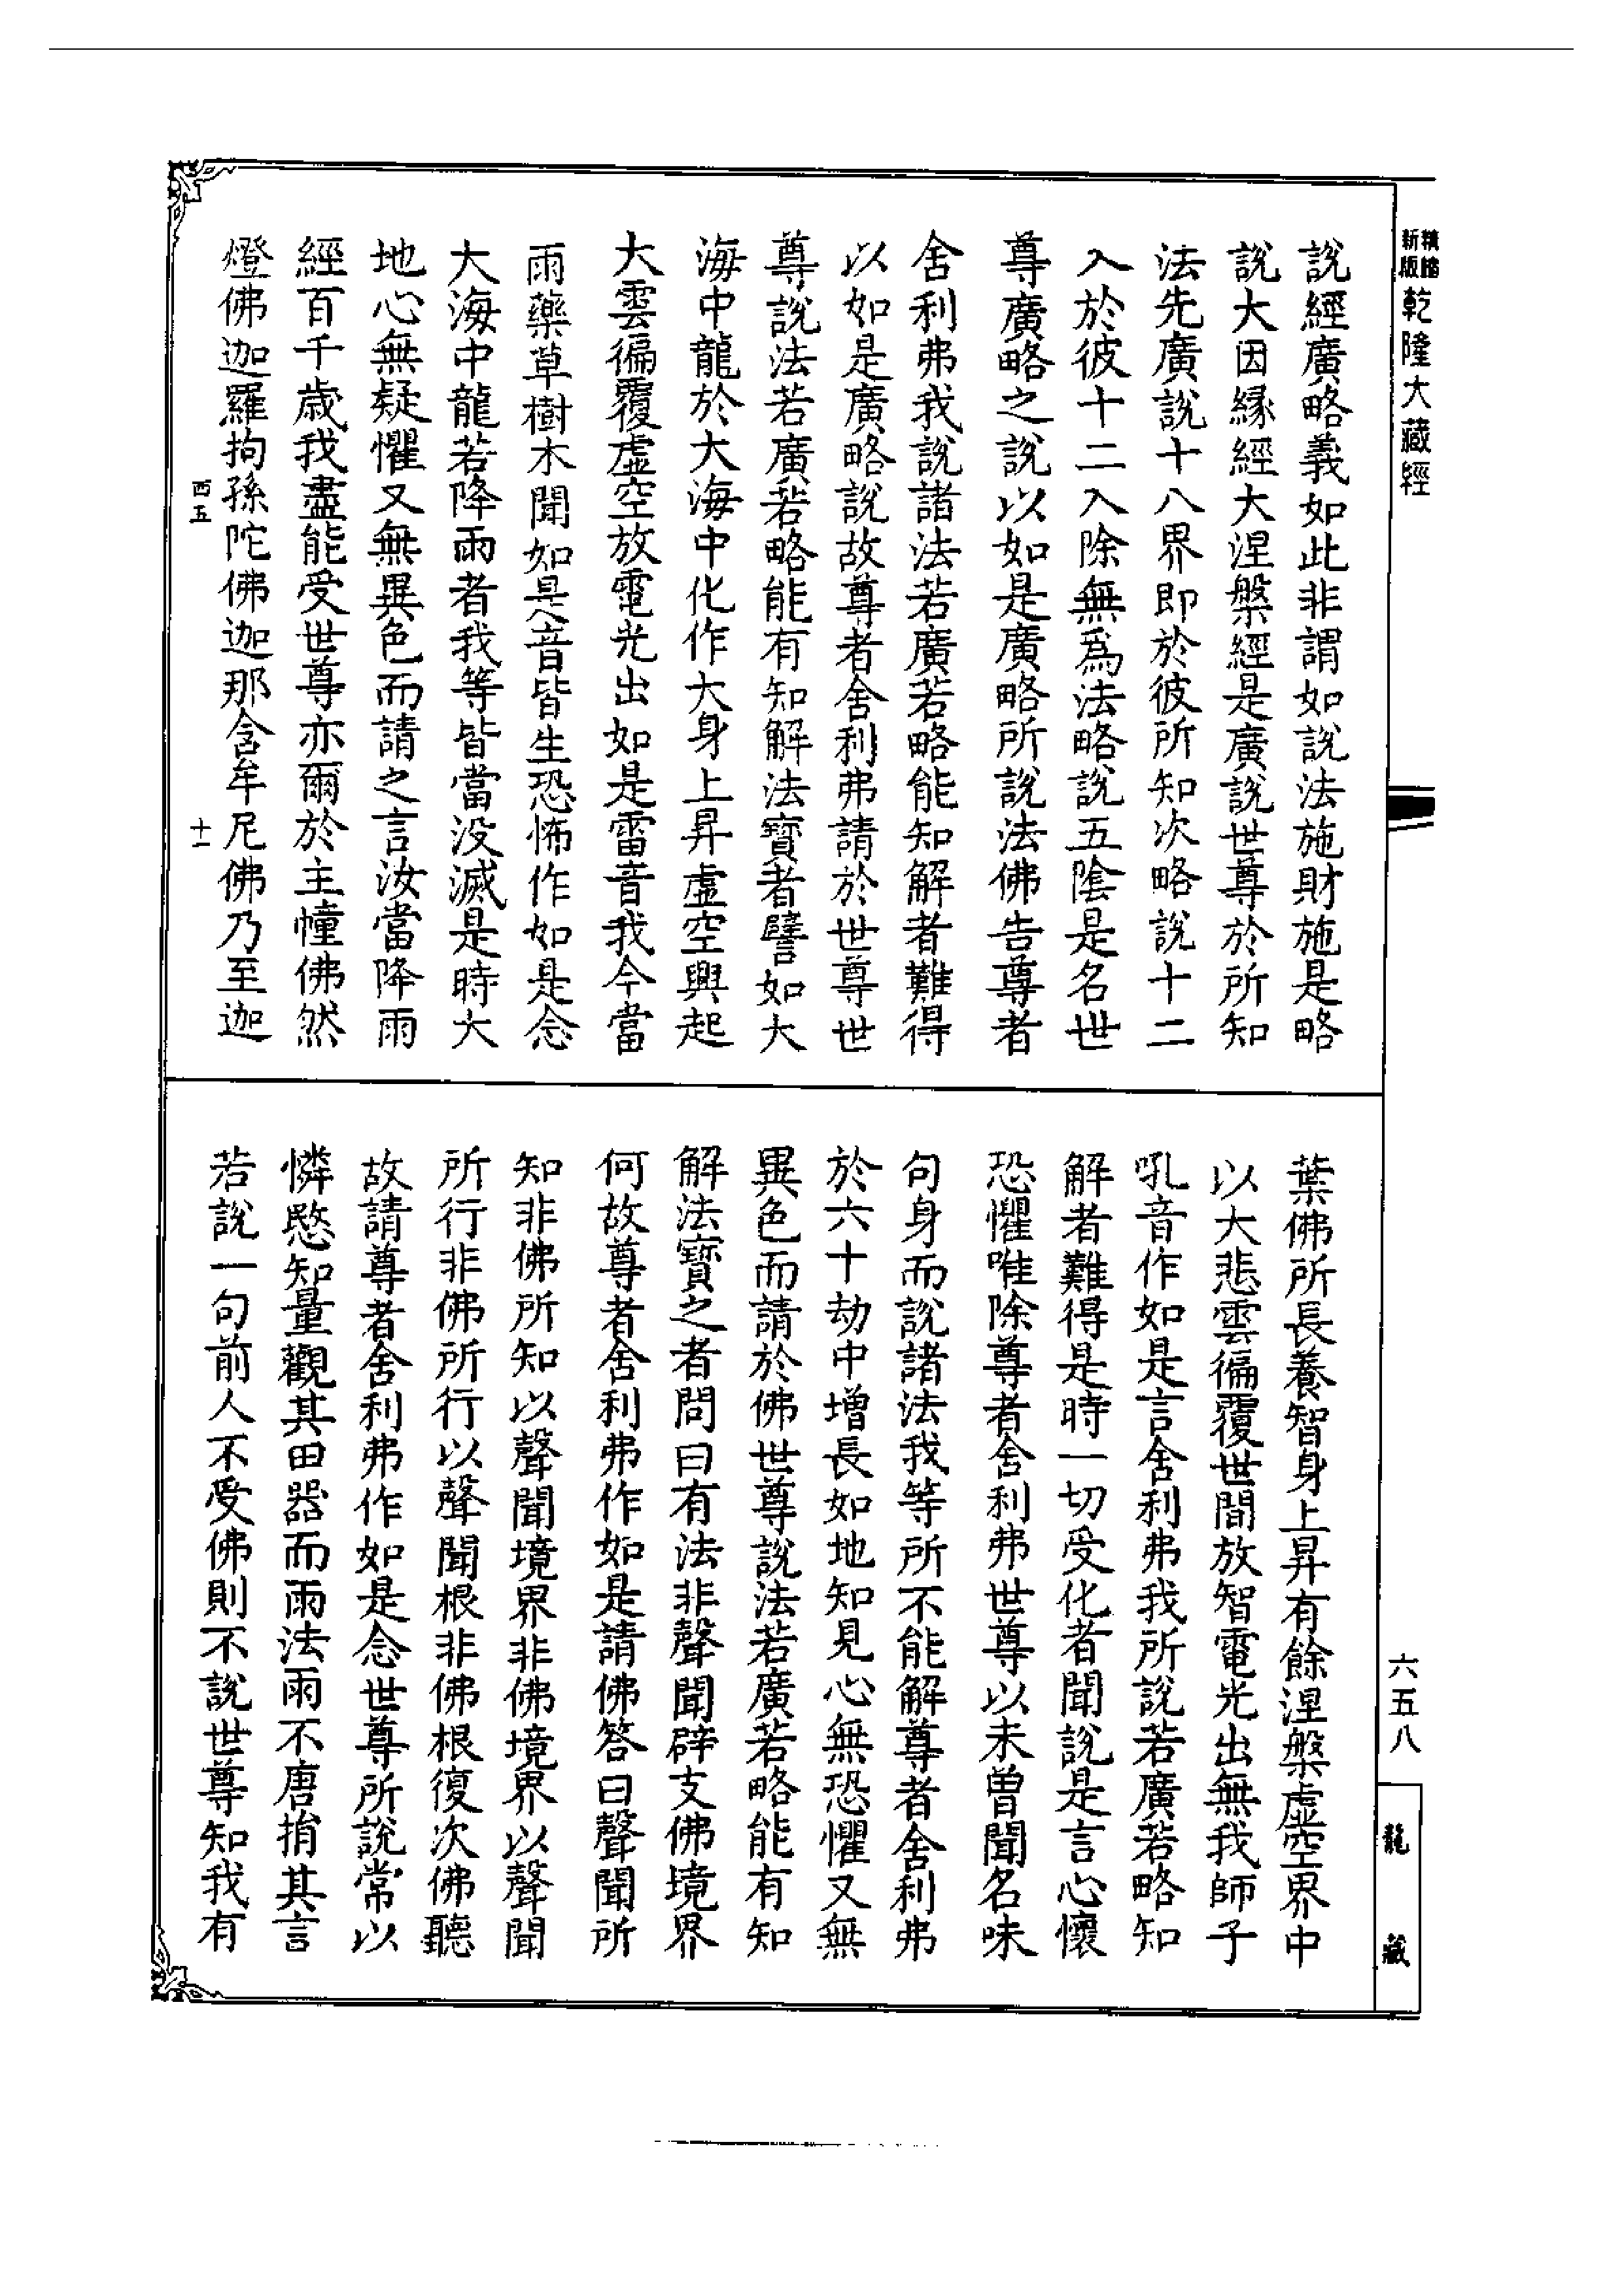 新版
精縮
乾隆大藏經
說經廣略義如此非謂如說法施財施是略
說大因縁經大涅槃經是廣說世尊於所知
法先廣說十八界即於彼所知次略說十二
入於彼十二入除無為法略說五陰是名世
尊廣略之說以如是廣略所說法佛告尊者
舍利弗我說諸法若廣若略能知解者難得
以如是廣略說故尊者舍利弗請於世尊世
尊說法若廣若略能有知解法寶者譬如大
海中龍於大海中化作大身上昇虛空興起
大雲徧覆虛空放電光出如是雷音我今當
雨藥草樹木聞如是音皆生恐怖作如是念
大海中龍若降雨者我等皆當沒滅是時大
地心無疑懼又無異色而請之言汝當降雨
經百千歲我盡能受世尊亦爾於主幢佛然
燈佛迦羅拘孫陀佛迦那含牟尼佛乃至迦
西五
十一
葉佛所長養智身上昇有餘涅槃虛空界中
以大悲雲徧覆世間放智電光出無我師子
吼音作如是言舍利弗我所說若廣若略知
解者難得是時一切受化者聞說是言心懷
恐懼唯除尊者舍利弗世尊以未曾聞名味
句身而說諸法我等所不能解尊者舍利弗
於六十劫中增長如地知見心無恐懼又無
異色而請於佛世尊說法若廣若略能有知
解法寶之者問曰有法非聲聞辟支佛境界
何故尊者舍利弗作如是請佛答曰聲聞所
知非佛所知以聲聞境界非佛境界以聲聞
所行非佛所行以聲聞根非佛根復次佛聽
故請尊者舍利弗作如是念世尊所說常以
憐愍知量觀其田器而雨法雨不唐捐其言
若說一句前人不受佛則不說世尊知我有
六五八
龍藏